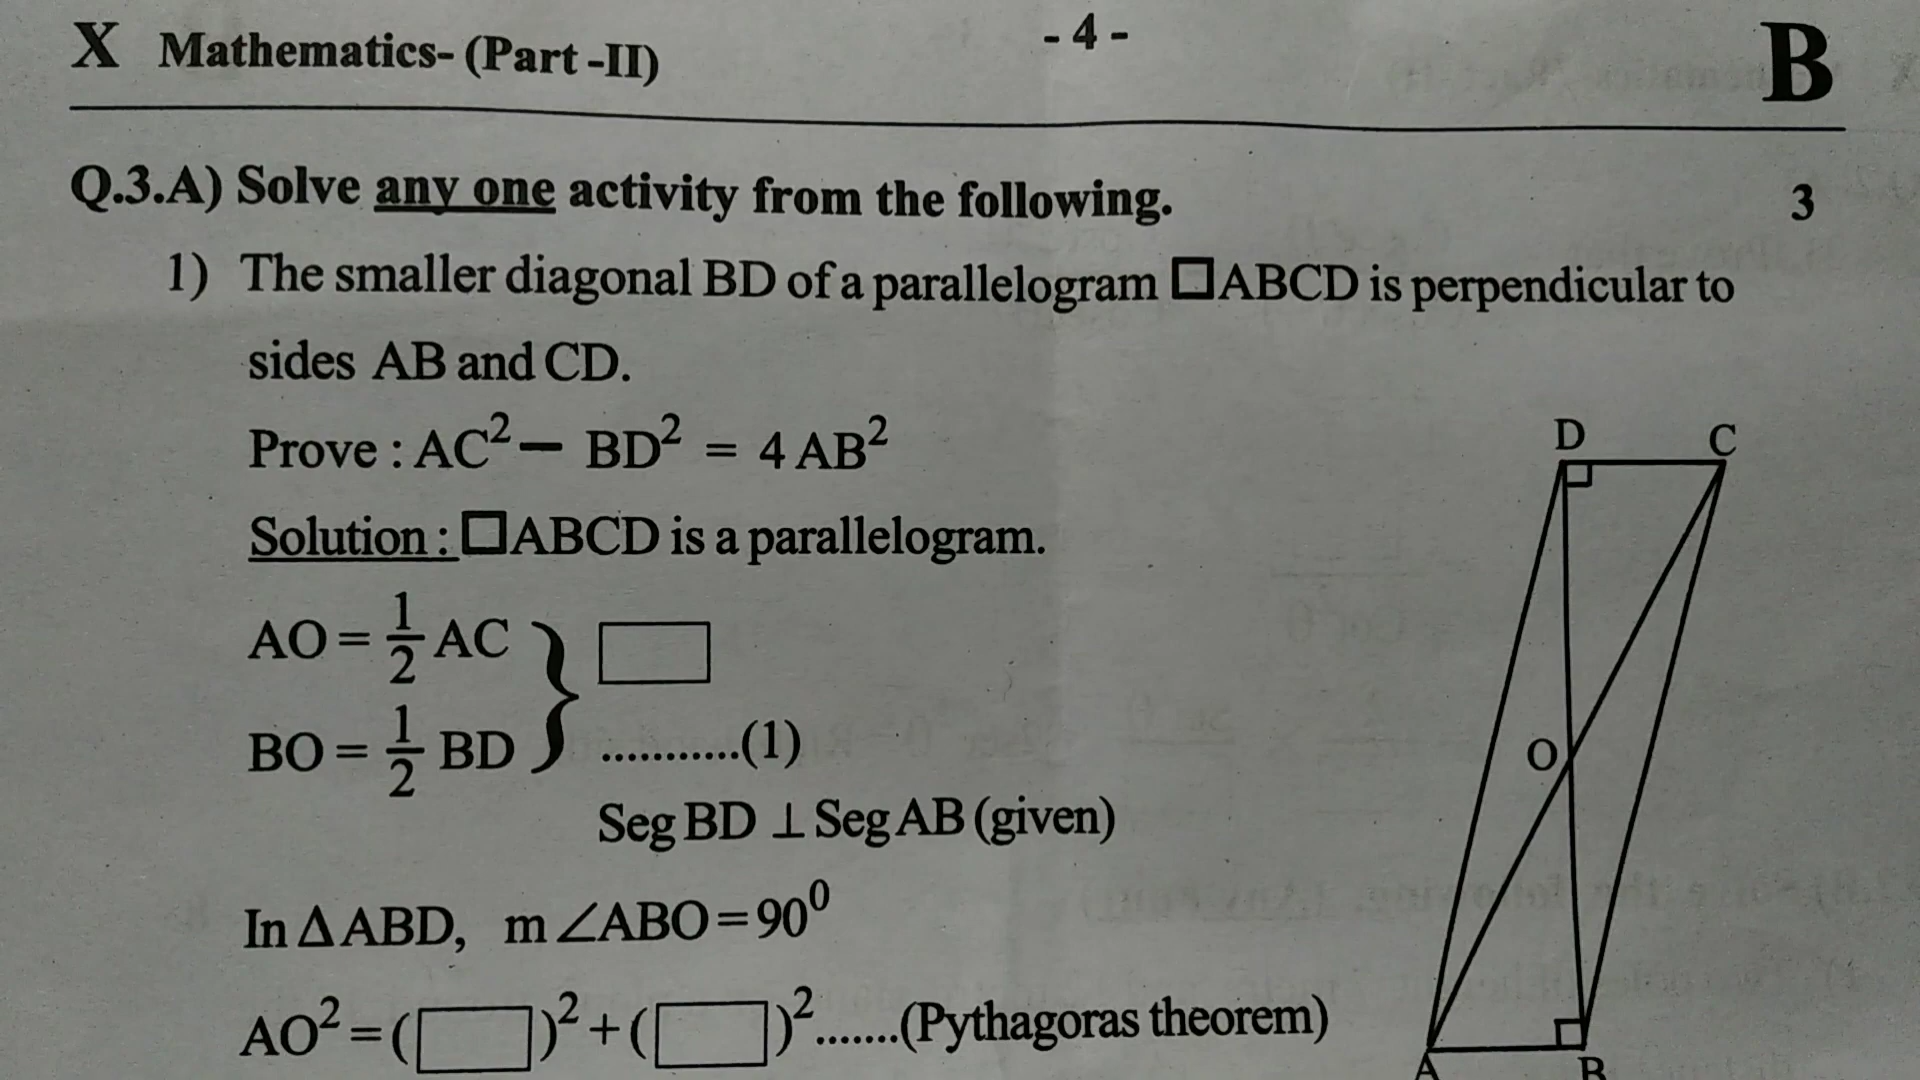 X Mathematics- (Part -II)
- 4 -
B
Q.3.A) Solve any one activity from the following. 3
1) The smaller diagonal BD of a parallelogram □ABCD is perpendicular to
sides AB and CD.
Prove : AC² − BD² = 4 AB²
Solution : □ABCD is a parallelogram.
AO = 1/2 AC } □
BO = 1/2 BD ...........(1)
Seg BD ⊥ Seg AB (given)
In Δ ABD, m ∠ABO = 90⁰
AO² = (□)² + (□)² .......(Pythagoras theorem)
D C
O
A B